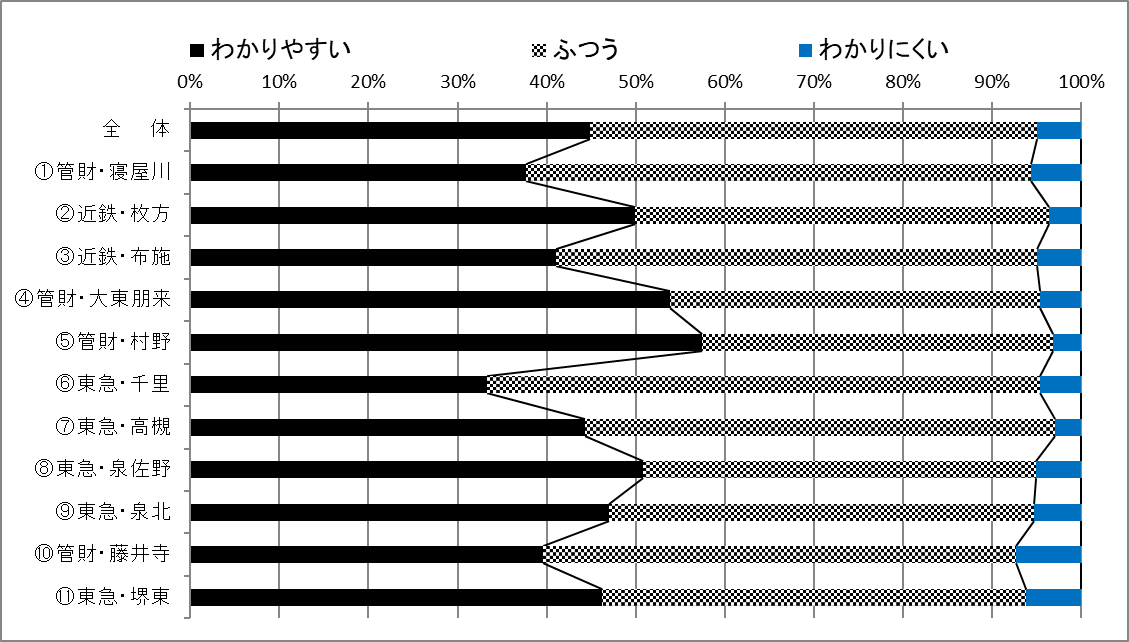 わかりやすい ふつう わかりにくい
0% 10% 20% 30% 40% 50% 60% 70% 80% 90% 100%
全 体
①管財・寝屋川
②近鉄・枚方
③近鉄・布施
④管財・大東朋来
⑤管財・村野
⑥東急・千里
⑦東急・高槻
⑧東急・泉佐野
⑨東急・泉北
⑩管財・藤井寺
⑪東急・堺東